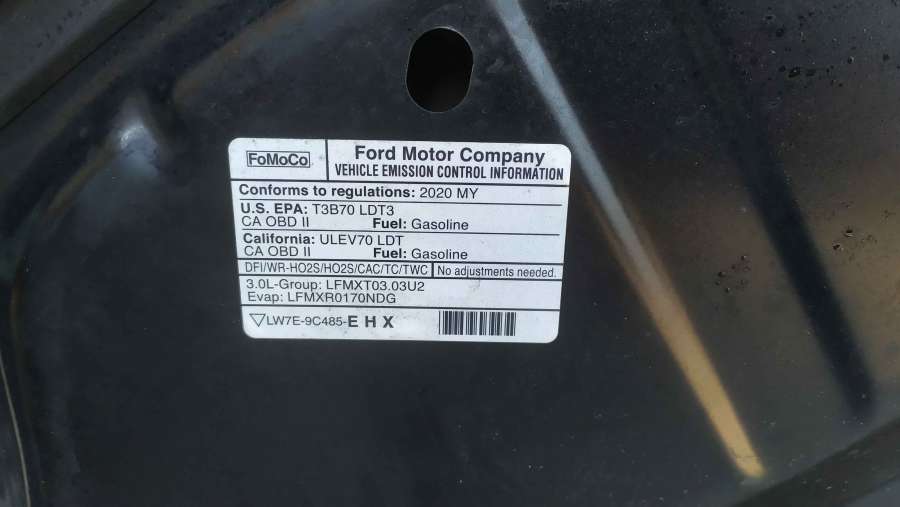 FoMoCo
Ford Motor Company
VEHICLE EMISSION CONTROL INFORMATION
Conforms to regulations: 2020 MY
U.S. EPA: T3B70 LDT3
CA OBD II Fuel: Gasoline
California: ULEV70 LDT
CA OBD II Fuel: Gasoline
DFI/WR-HO2S/HO2S/CAC/TC/TWC No adjustments needed.
3.0L-Group: LFMXT03.03U2
Evap: LFMXR0170NDG
LW7E-9C485-E H X